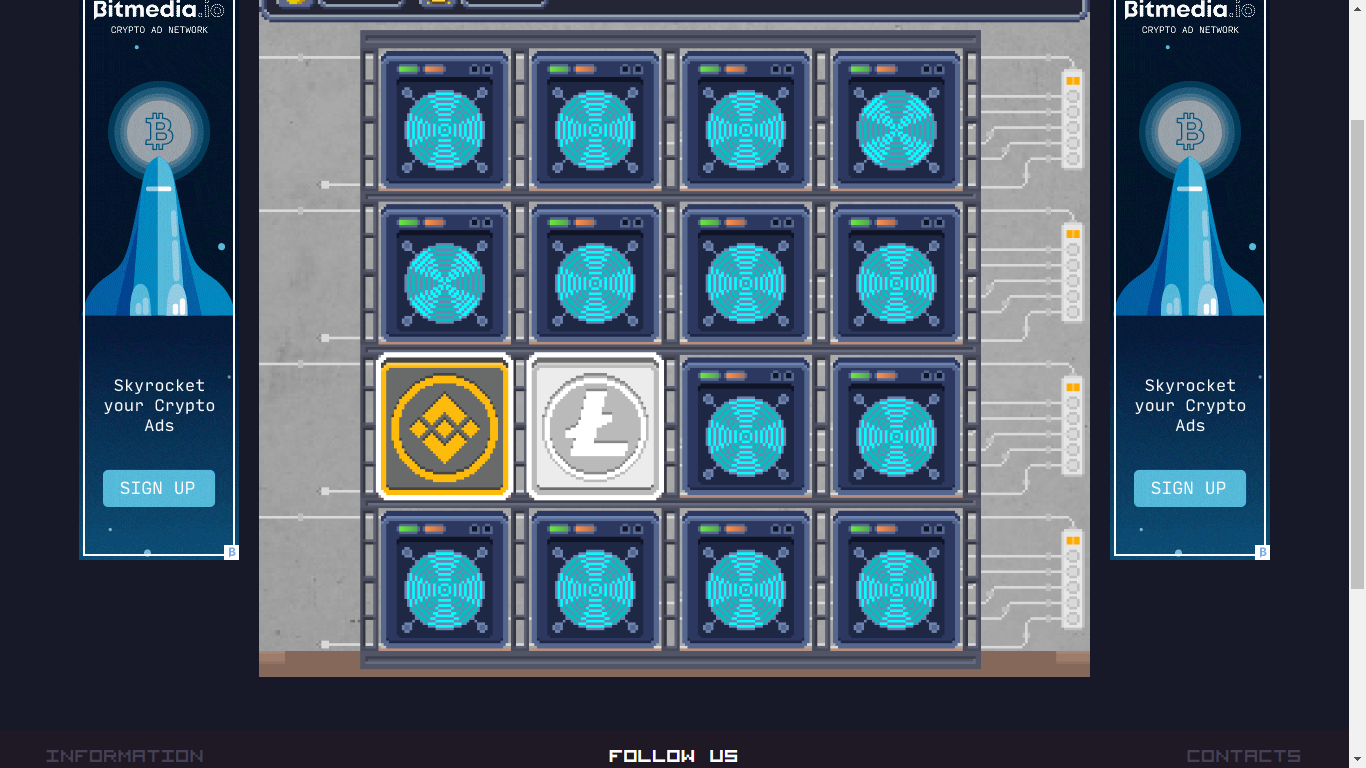 Bitmedia.io
CRYPTO AD NETWORK
Skyrocket
your Crypto
Ads
SIGN UP
Bitmedia.io
CRYPTO AD NETWORK
Skyrocket
your Crypto
Ads
SIGN UP
INFORMATION
FOLLOW US
CONTACTS